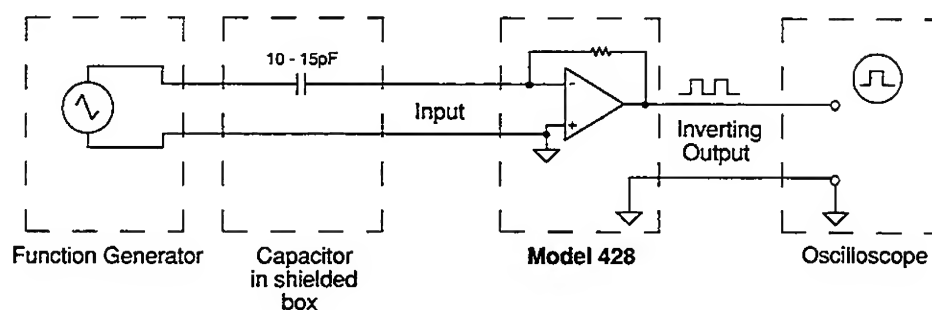 10 - 15pF
Input
-
+
Inverting
Output
Function Generator
Capacitor
in shielded
box
Model 428
Oscilloscope